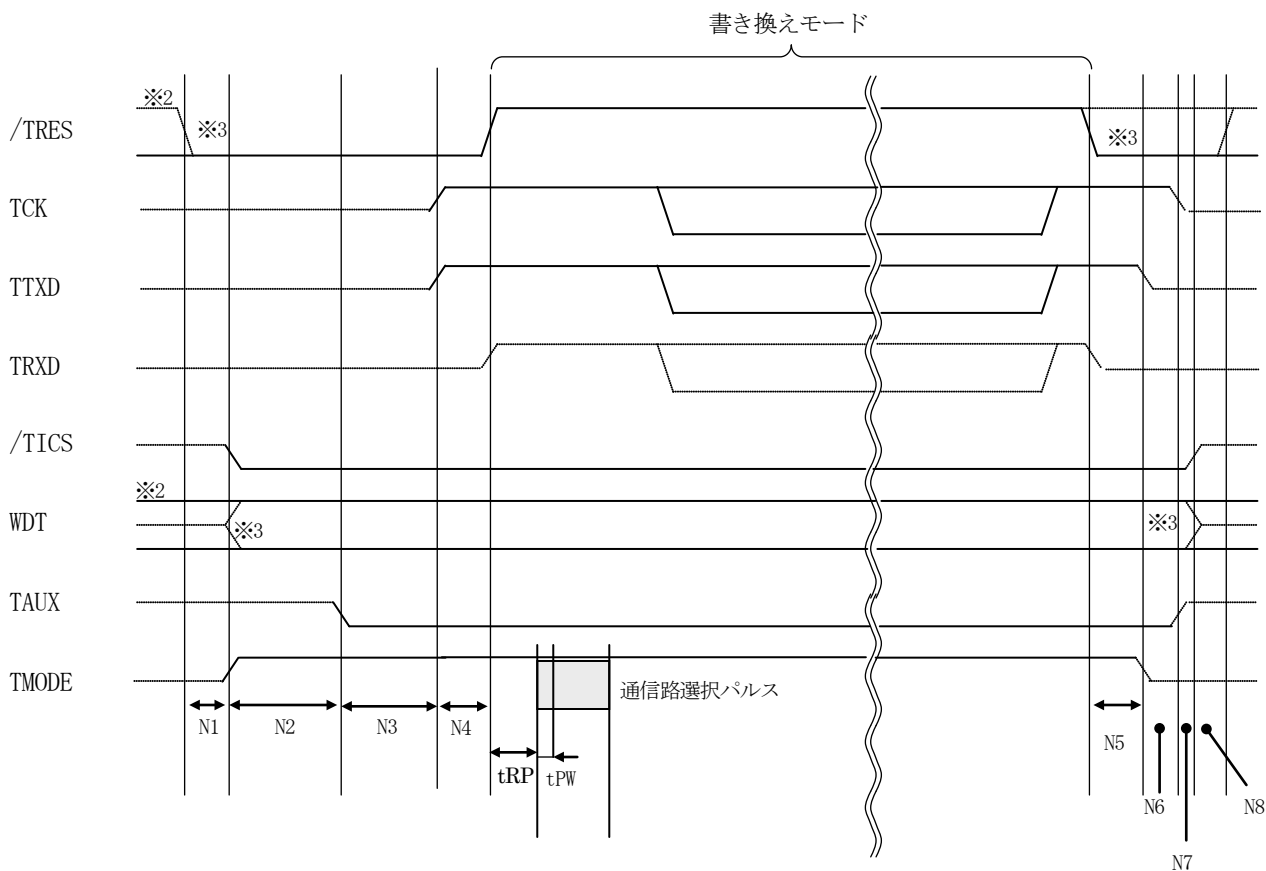 書き換えモード
※2
/TRES
※3
※3
TCK
TTXD
TRXD
/TICS
※2
WDT
※3
※3
TAUX
TMODE
通信路選択パルス
N1
N2
N3
N4
N5
tRP
tPW
N6
N8
N7